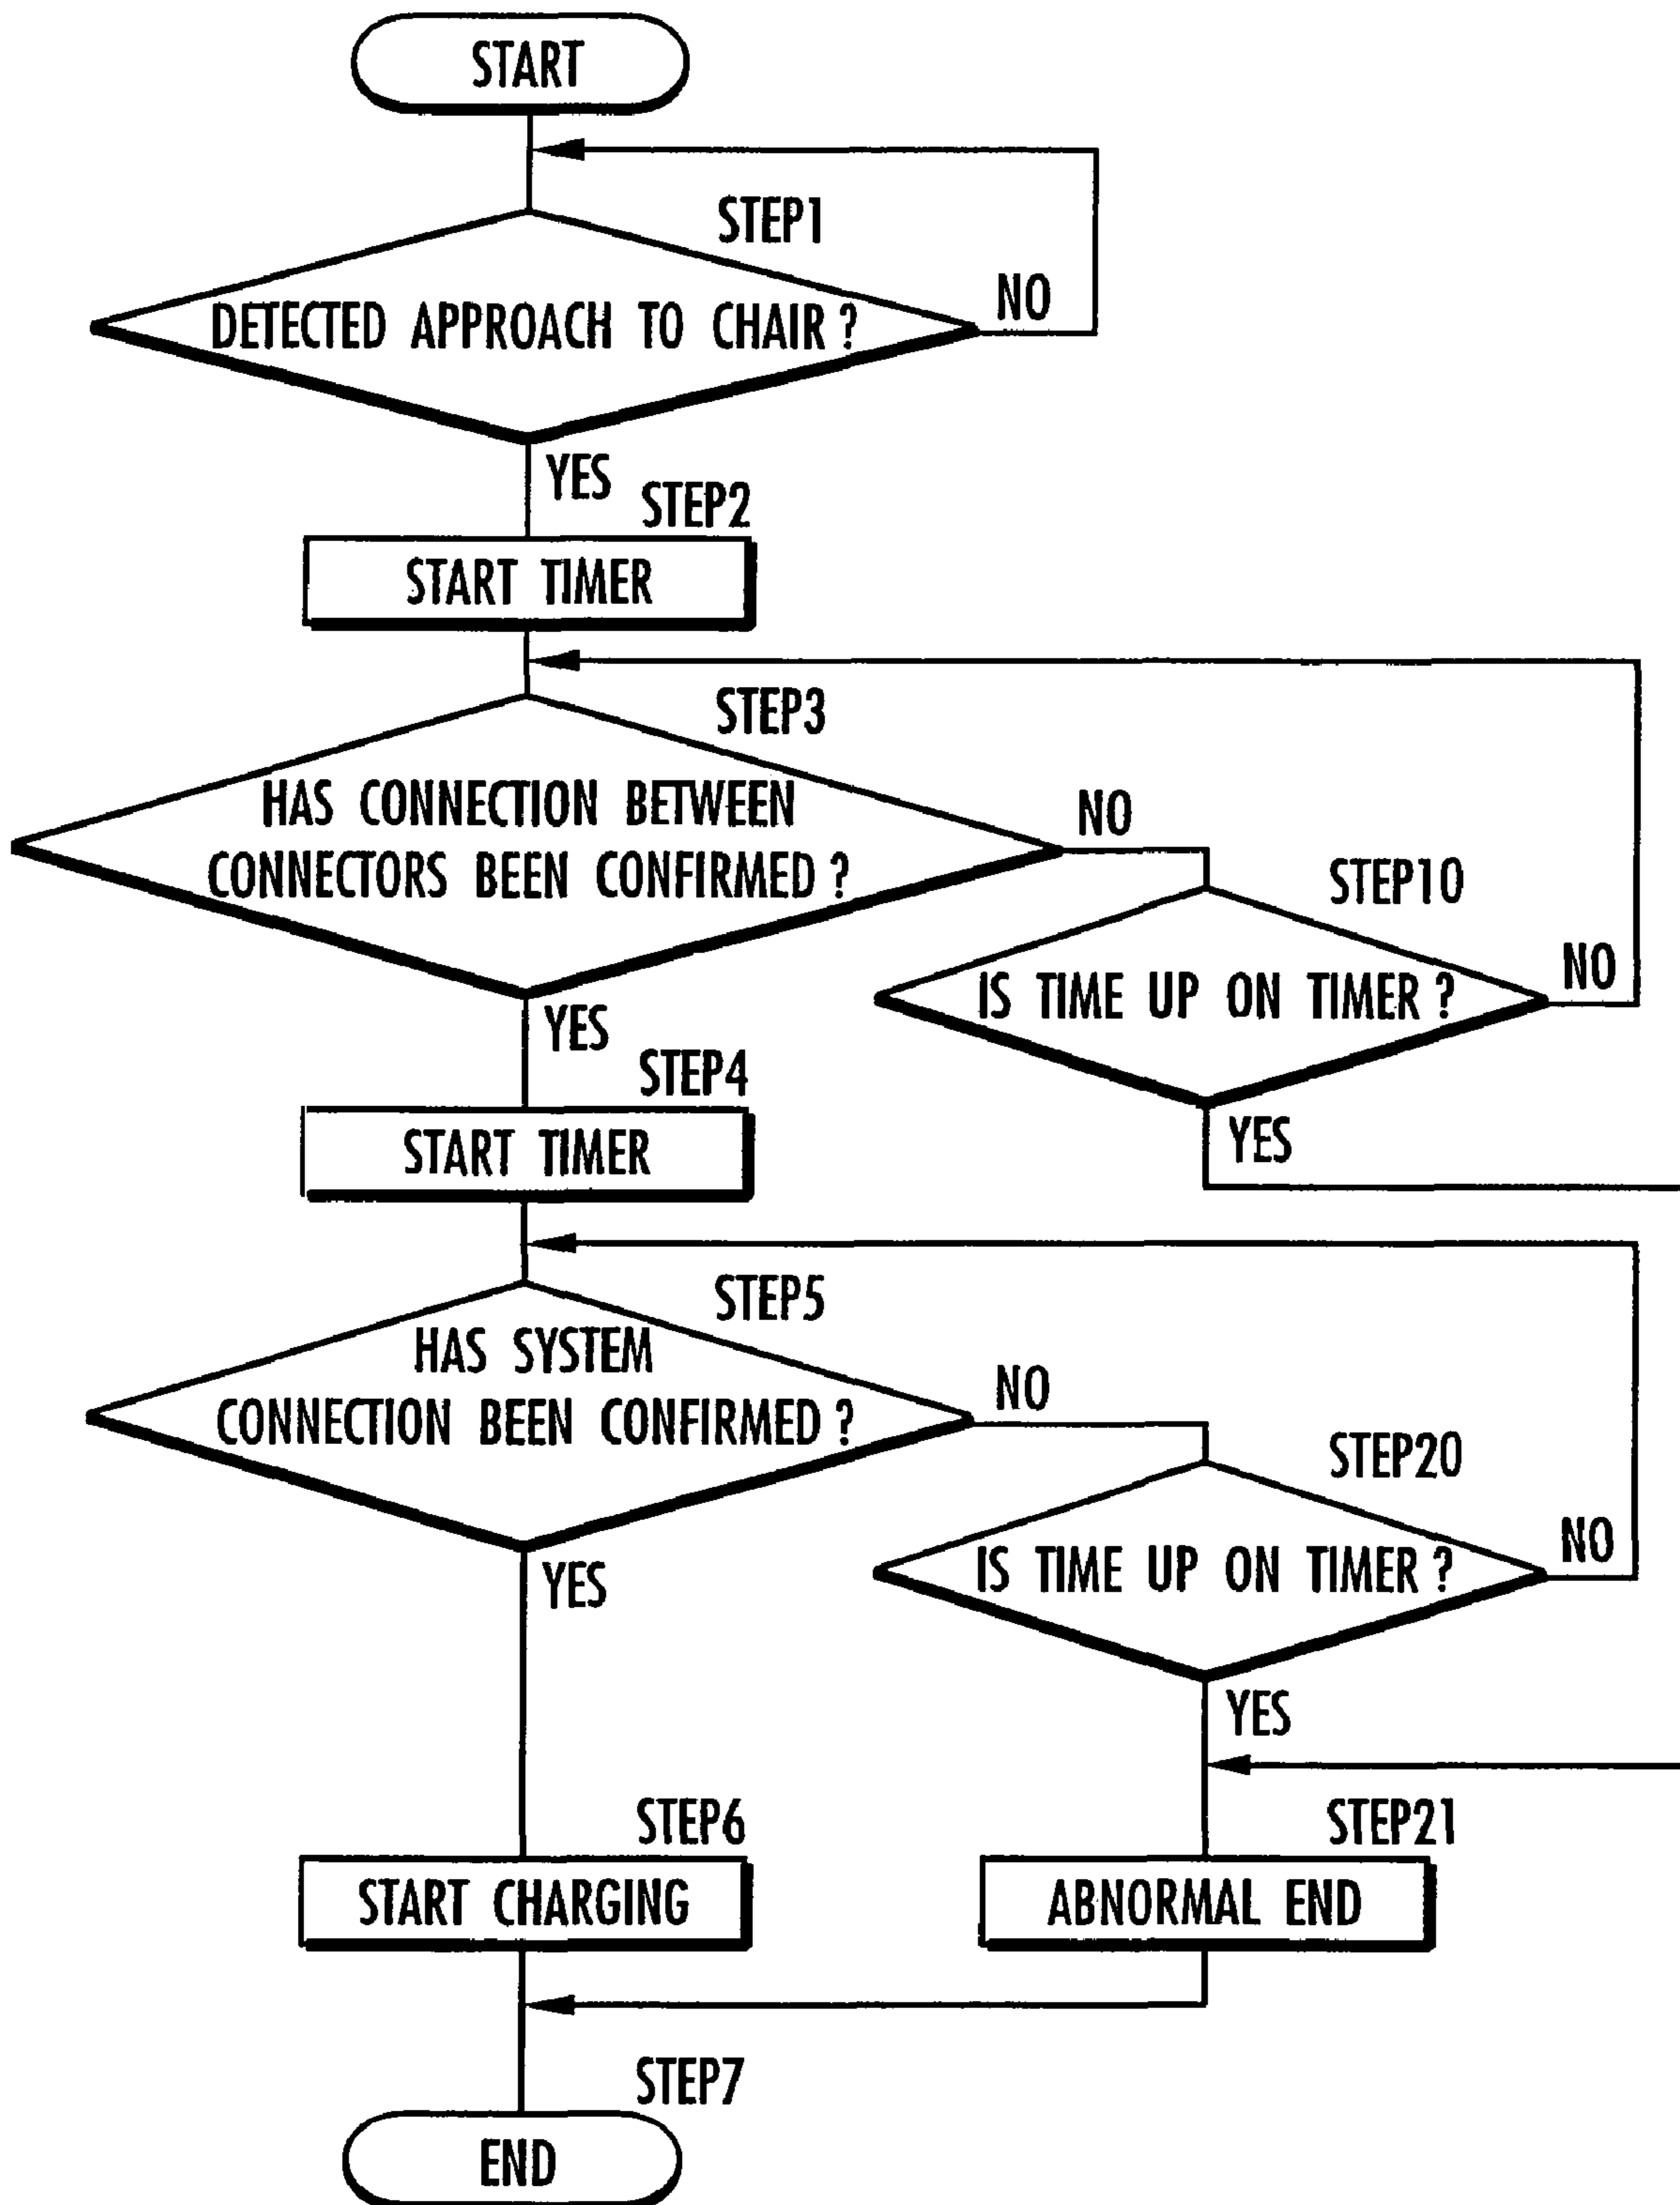 START
STEP1
DETECTED APPROACH TO CHAIR ?
NO
YES
STEP2
START TIMER
STEP3
HAS CONNECTION BETWEEN
CONNECTORS BEEN CONFIRMED ?
NO
STEP10
IS TIME UP ON TIMER ?
NO
YES
YES
STEP4
START TIMER
STEP5
HAS SYSTEM
CONNECTION BEEN CONFIRMED ?
NO
STEP20
IS TIME UP ON TIMER ?
NO
YES
YES
STEP6
START CHARGING
STEP21
ABNORMAL END
STEP7
END